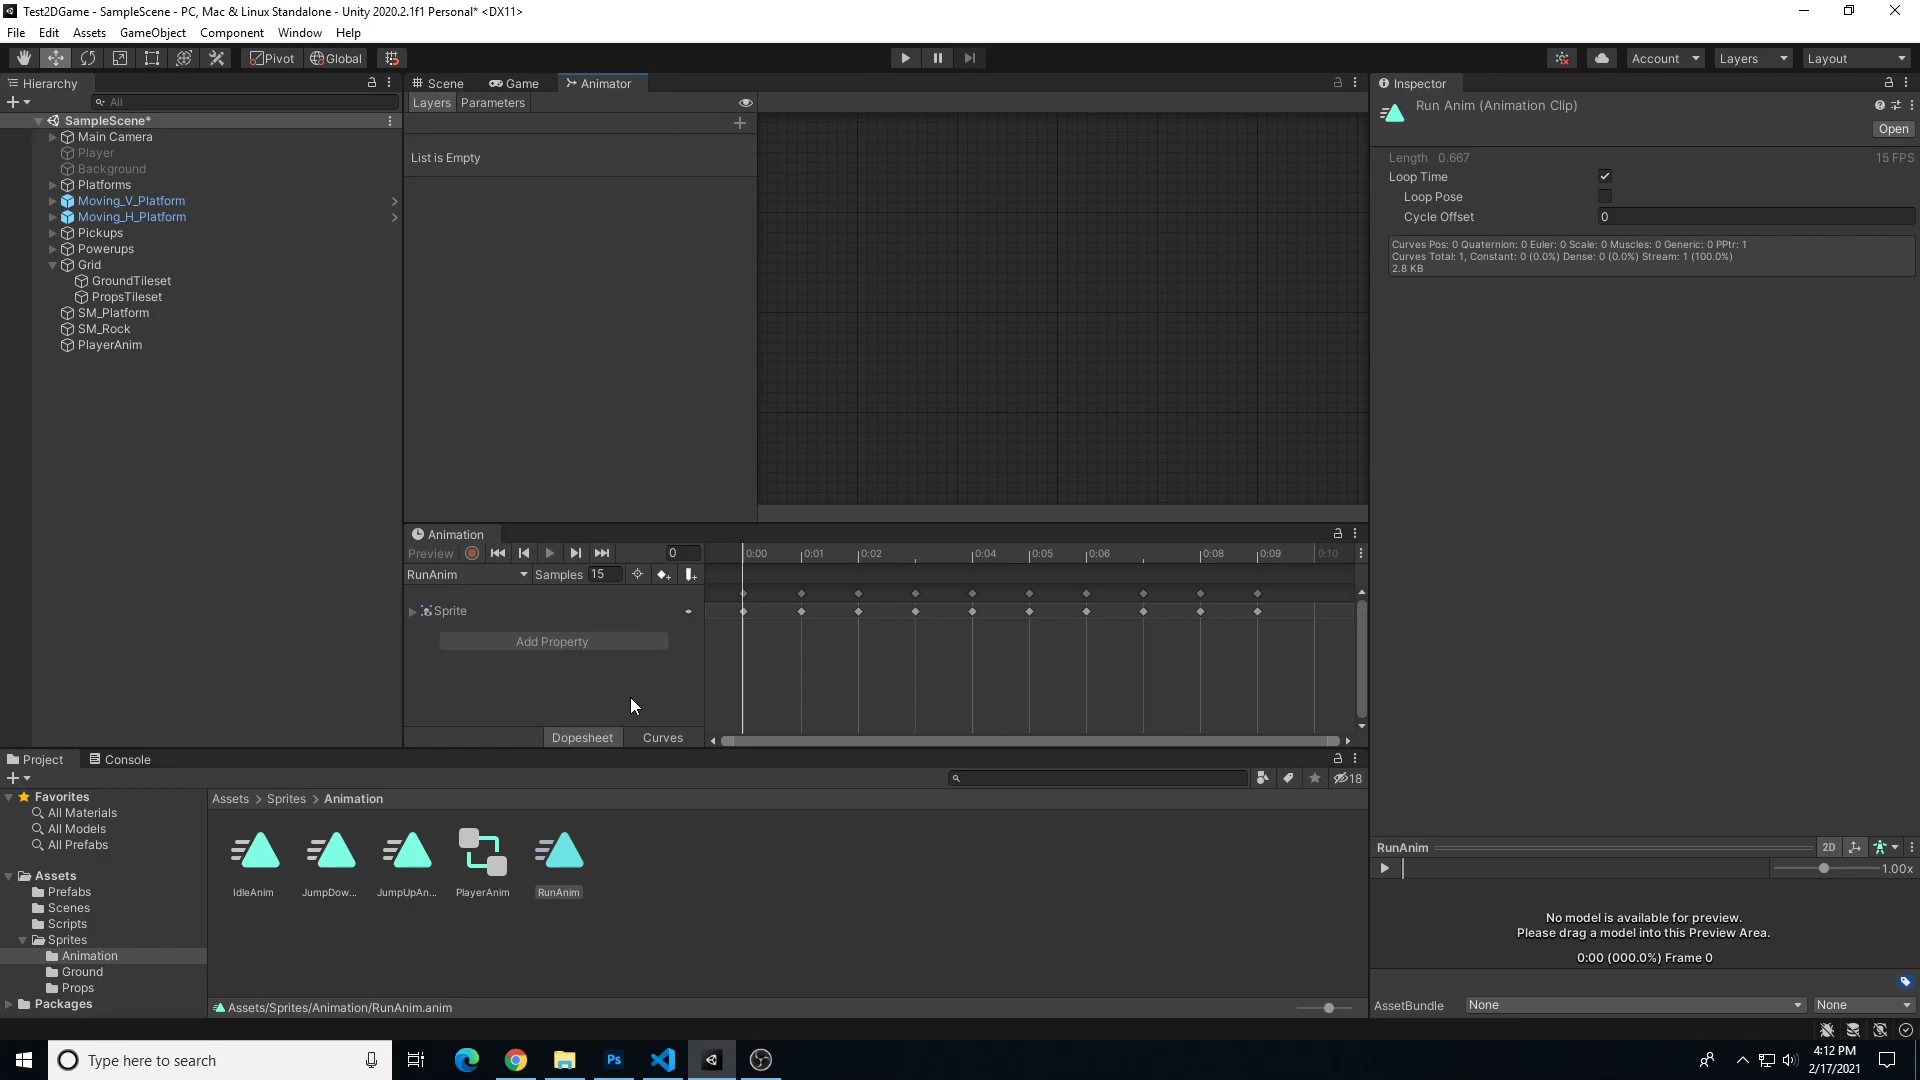 Test2DGame - SampleScene - PC, Mac & Linux Standalone - Unity 2020.2.1f1 Personal* <DX11>
File Edit Assets GameObject Component Window Help
Pivot Global Account Layers Layout
Hierarchy
All
SampleScene*
Main Camera
Player
Background
Platforms
Moving_V_Platform
Moving_H_Platform
Pickups
Powerups
Grid
GroundTileset
PropsTileset
SM_Platform
SM_Rock
PlayerAnim
Scene Game Animator
Layers Parameters
List is Empty
Animation
Preview 0
0:00 0:01 0:02 0:04 0:05 0:06 0:08 0:09 0:10
RunAnim Samples 15
Sprite
Add Property
Dopesheet Curves
Inspector
Run Anim (Animation Clip)
Open
Length 0.667 15 FPS
Loop Time
Loop Pose
Cycle Offset 0
Curves Pos: 0 Quaternion: 0 Euler: 0 Scale: 0 Muscles: 0 Generic: 0 PPtr: 1
Curves Total: 1, Constant: 0 (0.0%) Dense: 0 (0.0%) Stream: 1 (100.0%)
2.8 KB
RunAnim 2D
1.00x
No model is available for preview.
Please drag a model into this Preview Area.
0:00 (000.0%) Frame 0
AssetBundle None None
Project Console
18
Favorites
All Materials
All Models
All Prefabs
Assets
Prefabs
Scenes
Scripts
Sprites
Animation
Ground
Props
Packages
Assets > Sprites > Animation
IdleAnim JumpDow... JumpUpAn... PlayerAnim RunAnim
Assets/Sprites/Animation/RunAnim.anim
Type here to search
Ps
4:12 PM
2/17/2021